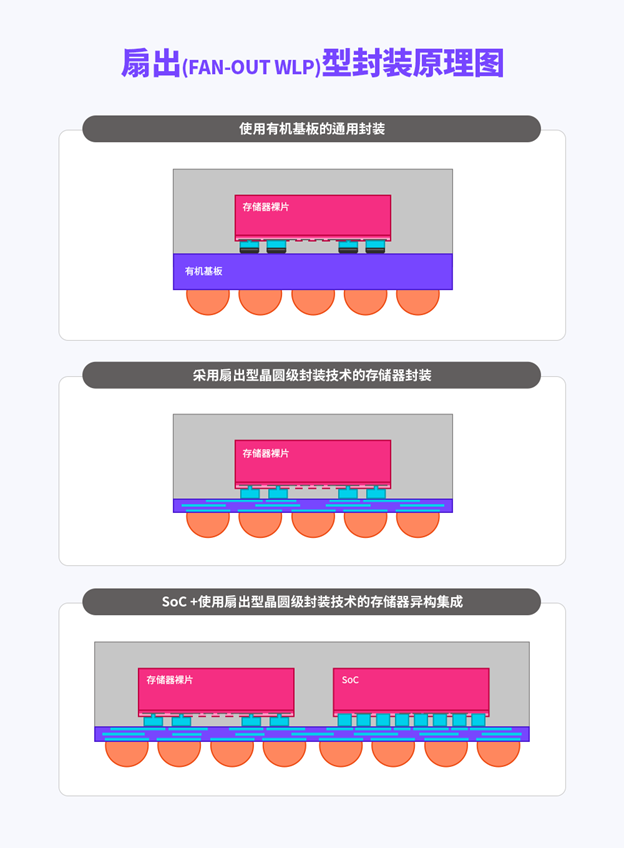 扇出(FAN-OUT WLP)型封装原理图
使用有机基板的通用封装
存储器裸片
有机基板
采用扇出型晶圆级封装技术的存储器封装
存储器裸片
SoC +使用扇出型晶圆级封装技术的存储器异构集成
存储器裸片
SoC